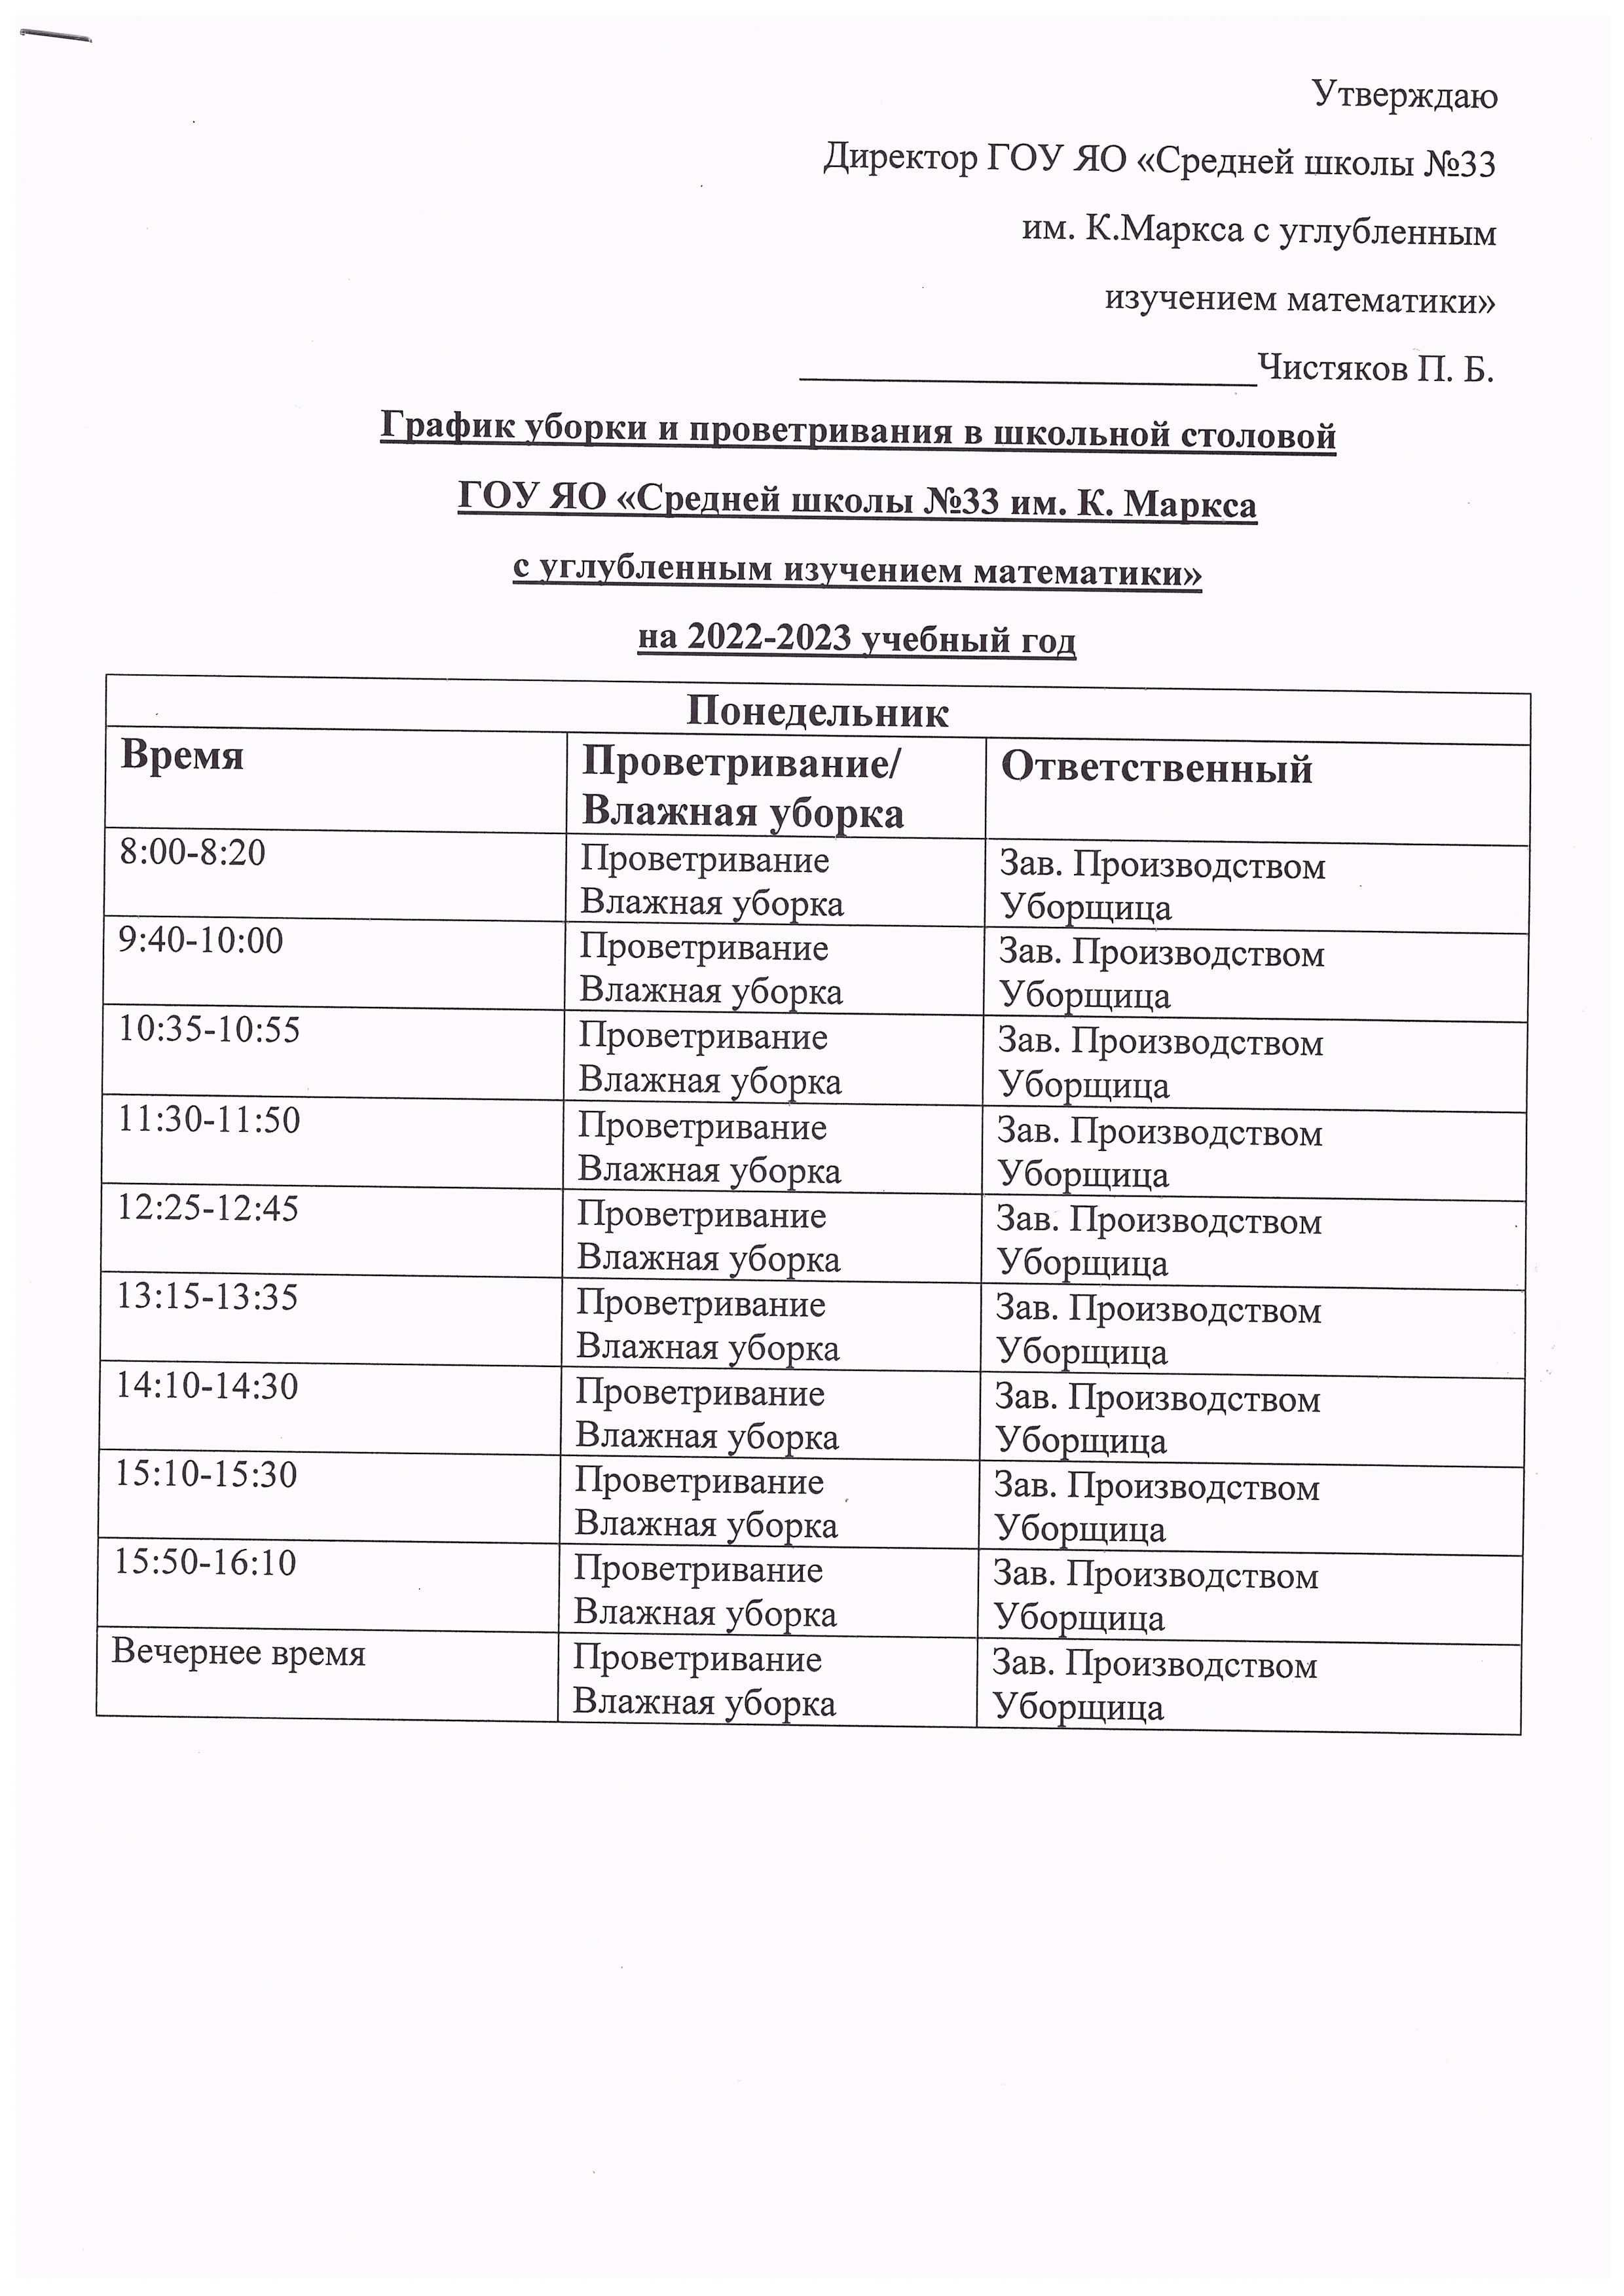 Утверждаю
Директор ГОУ ЯО «Средней школы №33
им. К.Маркса с углубленным
изучением математики»
Чистяков П. Б.
График уборки и проветривания в школьной столовой
ГОУ ЯО «Средней школы №33 им. К. Маркса
с углубленным изучением математики»
на 2022-2023 учебный год
Понедельник
Время
Проветривание/
Влажная уборка
Ответственный
8:00-8:20
Проветривание
Влажная уборка
Зав. Производством
Уборщица
9:40-10:00
Проветривание
Влажная уборка
Зав. Производством
Уборщица
10:35-10:55
Проветривание
Влажная уборка
Зав. Производством
Уборщица
11:30-11:50
Проветривание
Влажная уборка
Зав. Производством
Уборщица
12:25-12:45
Проветривание
Влажная уборка
Зав. Производством
Уборщица
13:15-13:35
Проветривание
Влажная уборка
Зав. Производством
Уборщица
14:10-14:30
Проветривание
Влажная уборка
Зав. Производством
Уборщица
15:10-15:30
Проветривание
Влажная уборка
Зав. Производством
Уборщица
15:50-16:10
Проветривание
Влажная уборка
Зав. Производством
Уборщица
Вечернее время
Проветривание
Влажная уборка
Зав. Производством
Уборщица